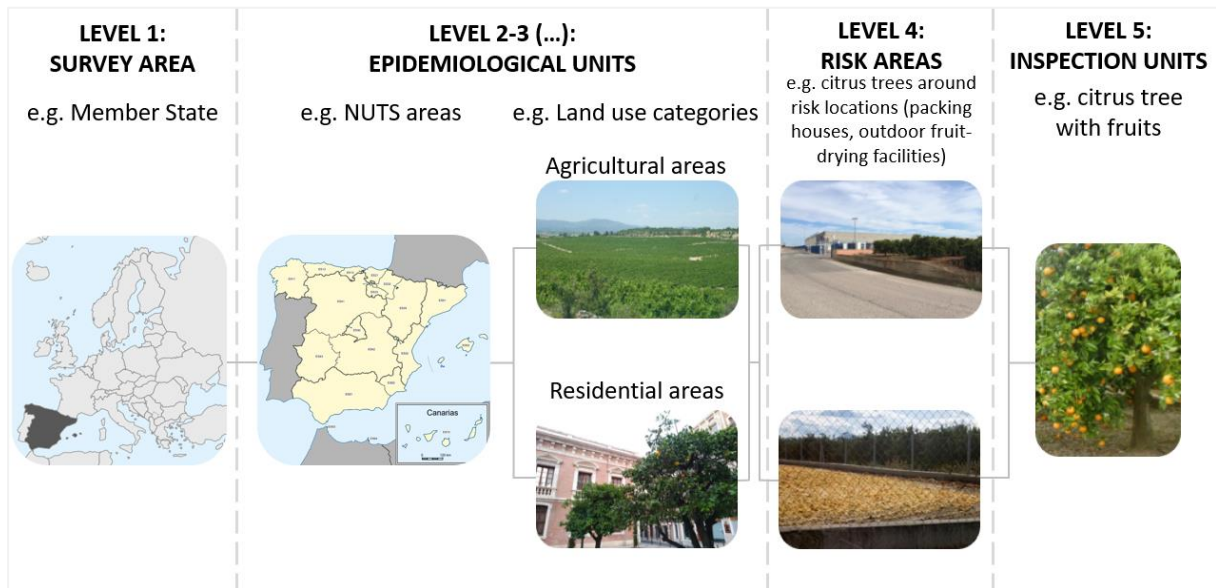 LEVEL 1:
SURVEY AREA
e.g. Member State
LEVEL 2-3 (…):
EPIDEMIOLOGICAL UNITS
e.g. NUTS areas
e.g. Land use categories
Agricultural areas
Residential areas
Canarias
LEVEL 4:
RISK AREAS
e.g. citrus trees around
risk locations (packing
houses, outdoor fruit-
drying facilities)
LEVEL 5:
INSPECTION UNITS
e.g. citrus tree
with fruits